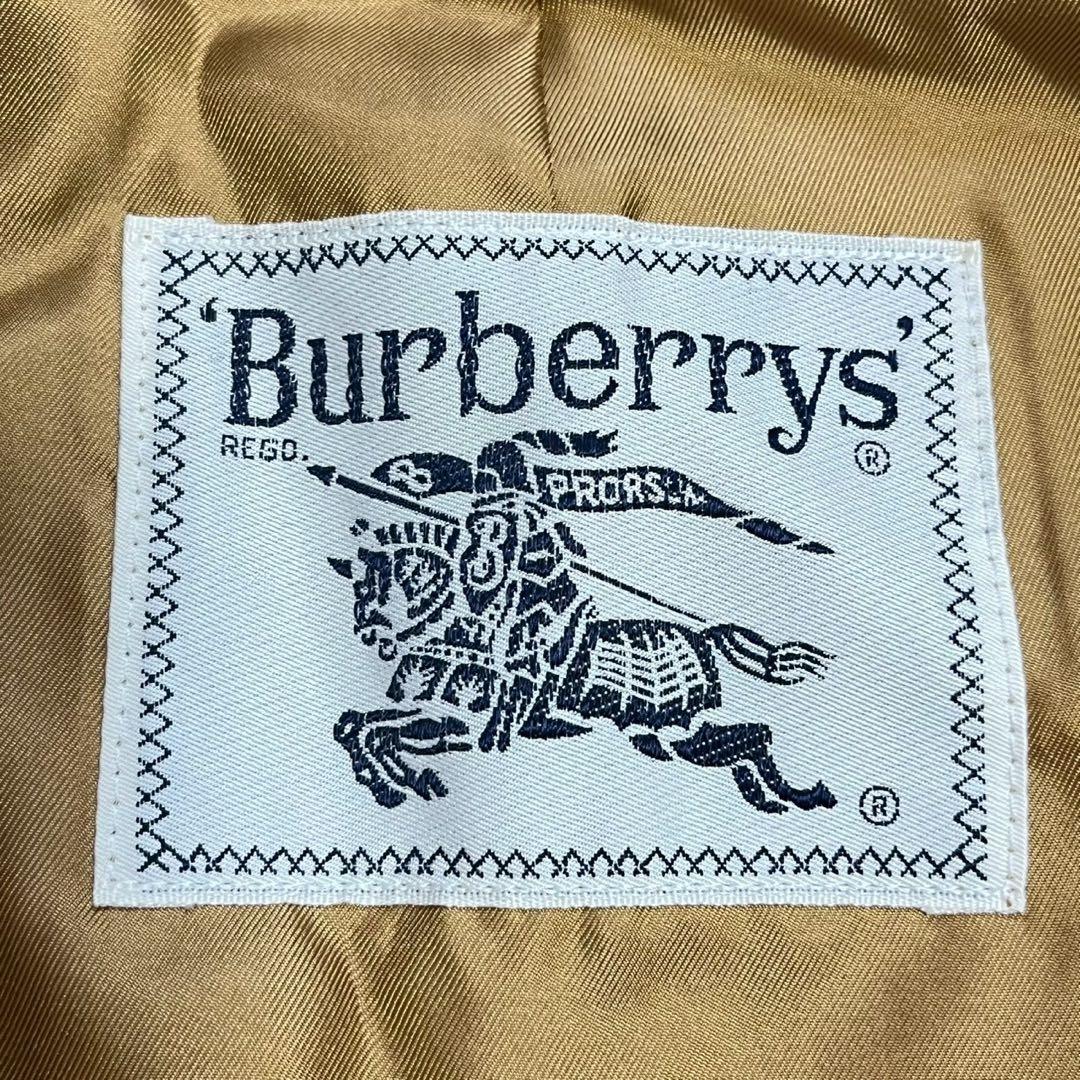 'Burberrys'
REGD. ®
PRORSUM
®